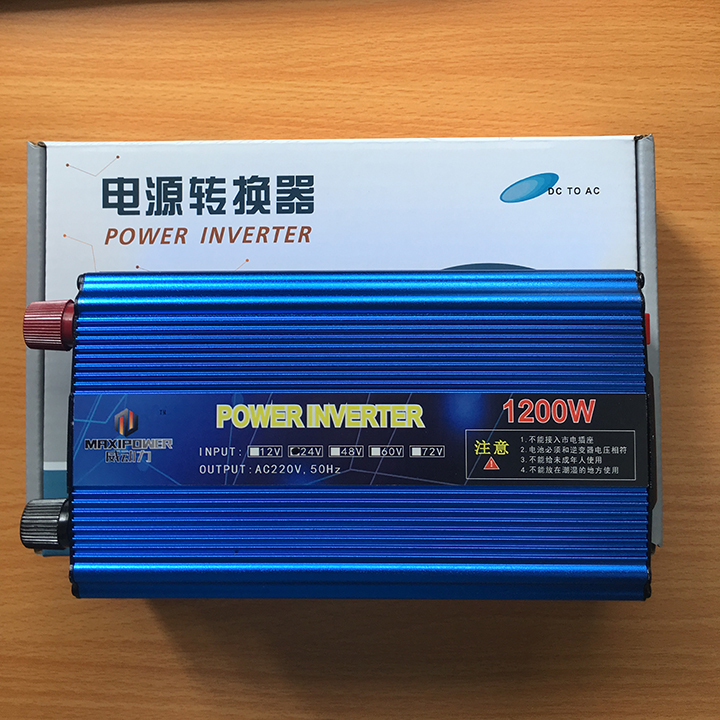 电源转换器
POWER INVERTER
DC TO AC
MAXIPOWER
威动力
POWER INVERTER
INPUT: 12V 24V 48V 60V 72V
OUTPUT:AC220V,50Hz
1200W
注意
1.不能接入市电插座
2.电池必须和逆变器电压相符
3.不能给未成年人使用
4.不能放在潮湿的地方使用